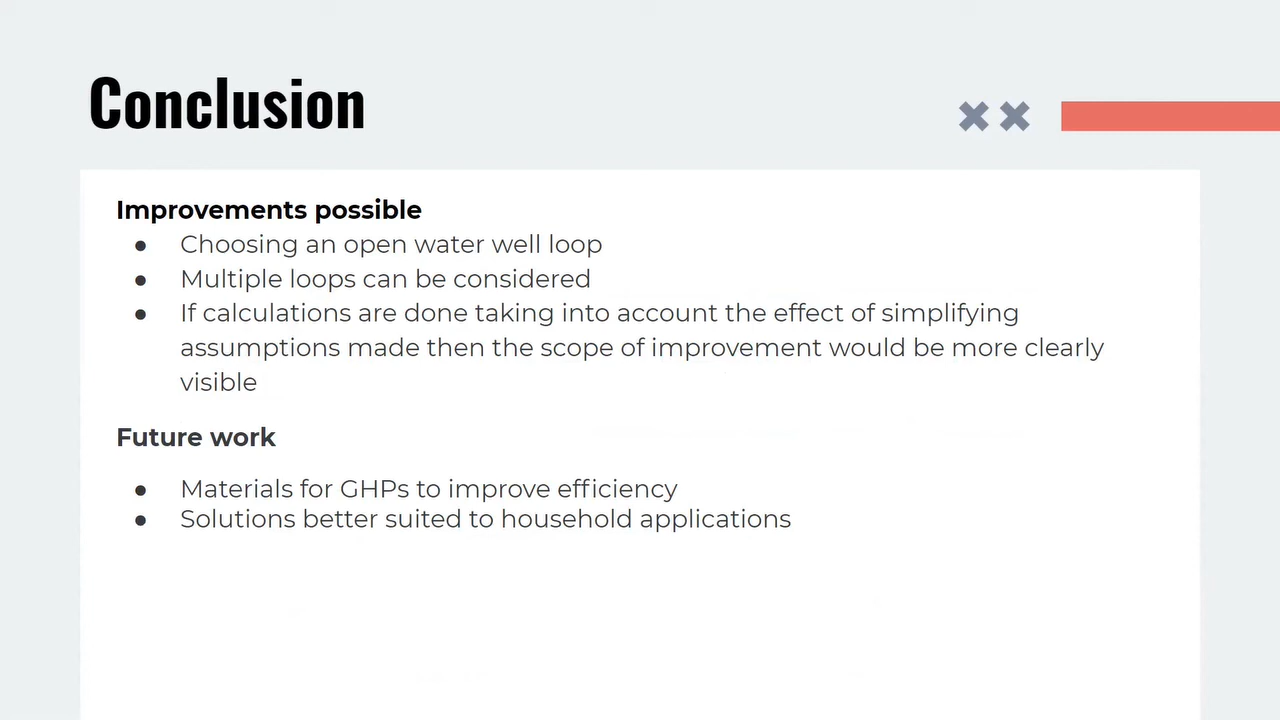 Conclusion
Improvements possible
● Choosing an open water well loop
● Multiple loops can be considered
● If calculations are done taking into account the effect of simplifying
assumptions made then the scope of improvement would be more clearly
visible
Future work
● Materials for GHPs to improve efficiency
● Solutions better suited to household applications